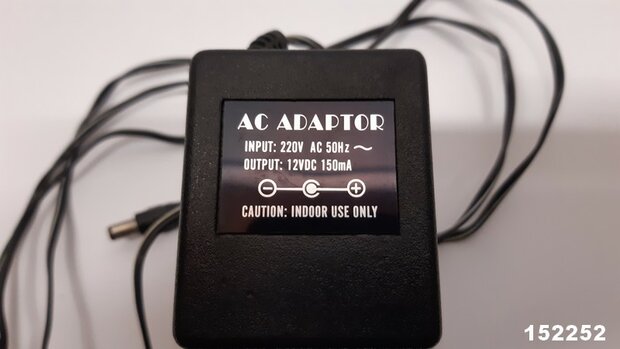 AC ADAPTOR
INPUT: 220V AC 50Hz ~
OUTPUT: 12VDC 150mA
CAUTION: INDOOR USE ONLY
152252